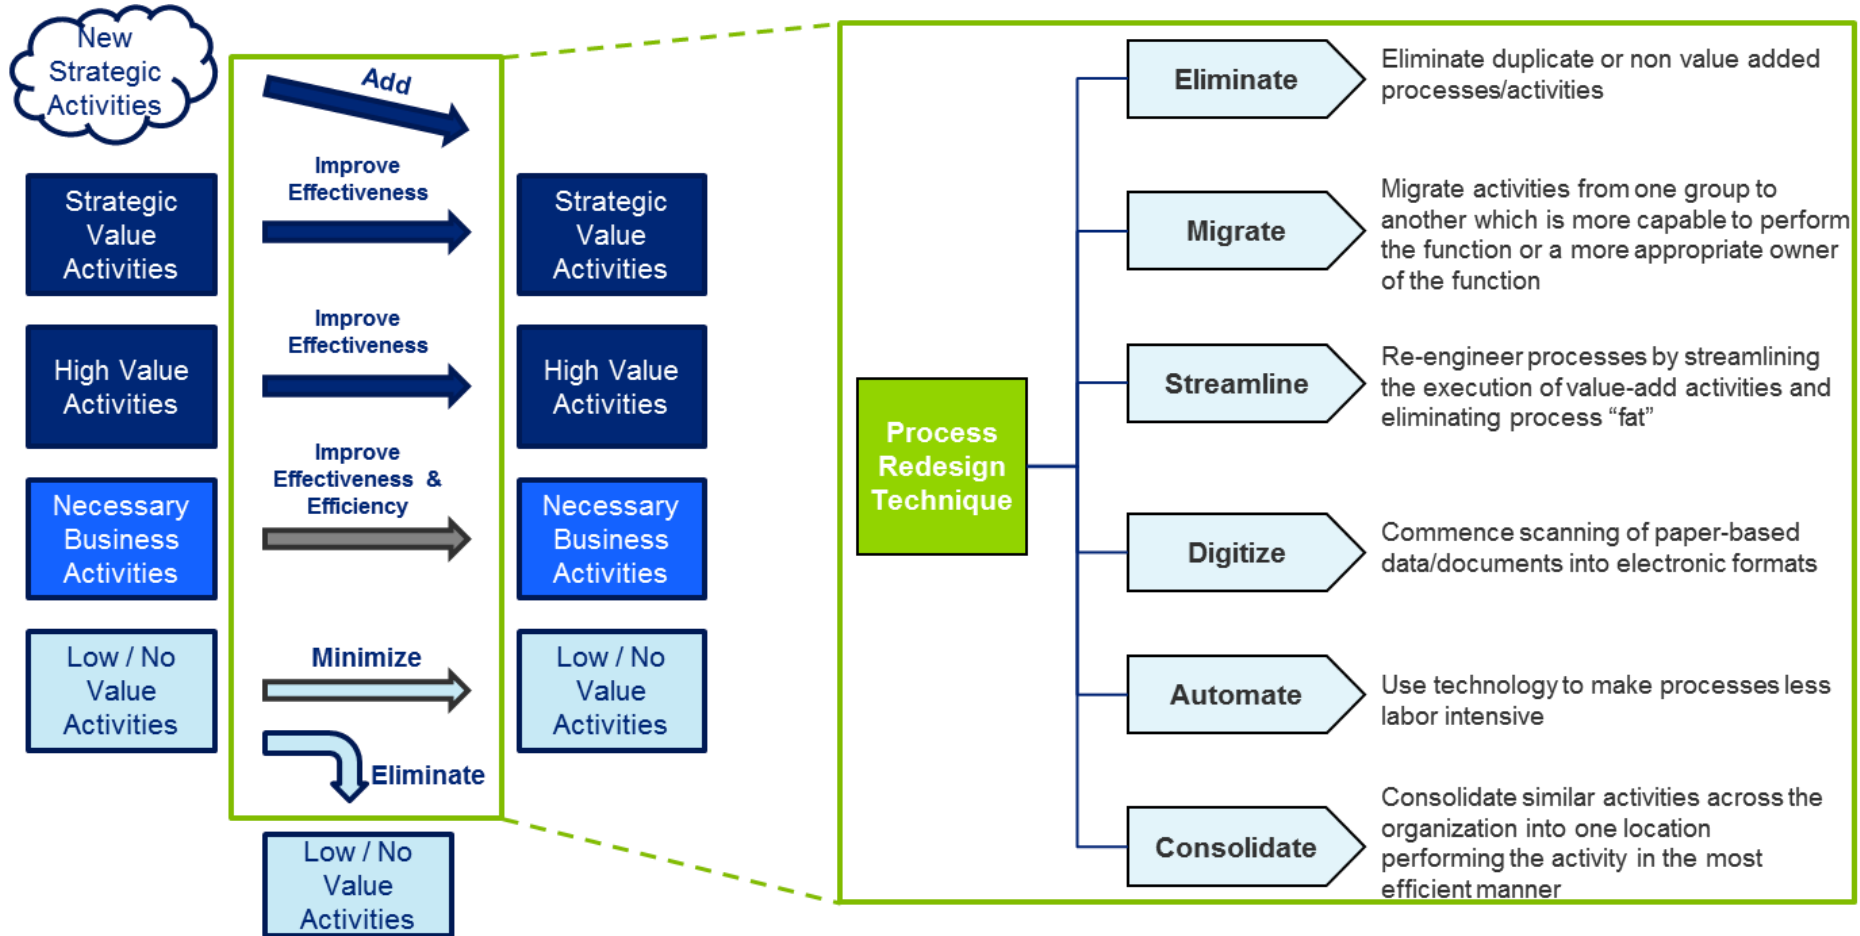 New
Strategic
Activities
Add
Improve
Effectiveness
Strategic
Value
Activities
Strategic
Value
Activities
Improve
Effectiveness
High Value
Activities
High Value
Activities
Improve
Effectiveness &
Efficiency
Necessary
Business
Activities
Necessary
Business
Activities
Minimize
Low / No
Value
Activities
Low / No
Value
Activities
Eliminate
Low / No
Value
Activities
Process
Redesign
Technique
Eliminate
Eliminate duplicate or non value added
processes/activities
Migrate
Migrate activities from one group to
another which is more capable to perform
the function or a more appropriate owner
of the function
Streamline
Re-engineer processes by streamlining
the execution of value-add activities and
eliminating process “fat”
Digitize
Commence scanning of paper-based
data/documents into electronic formats
Automate
Use technology to make processes less
labor intensive
Consolidate
Consolidate similar activities across the
organization into one location
performing the activity in the most
efficient manner